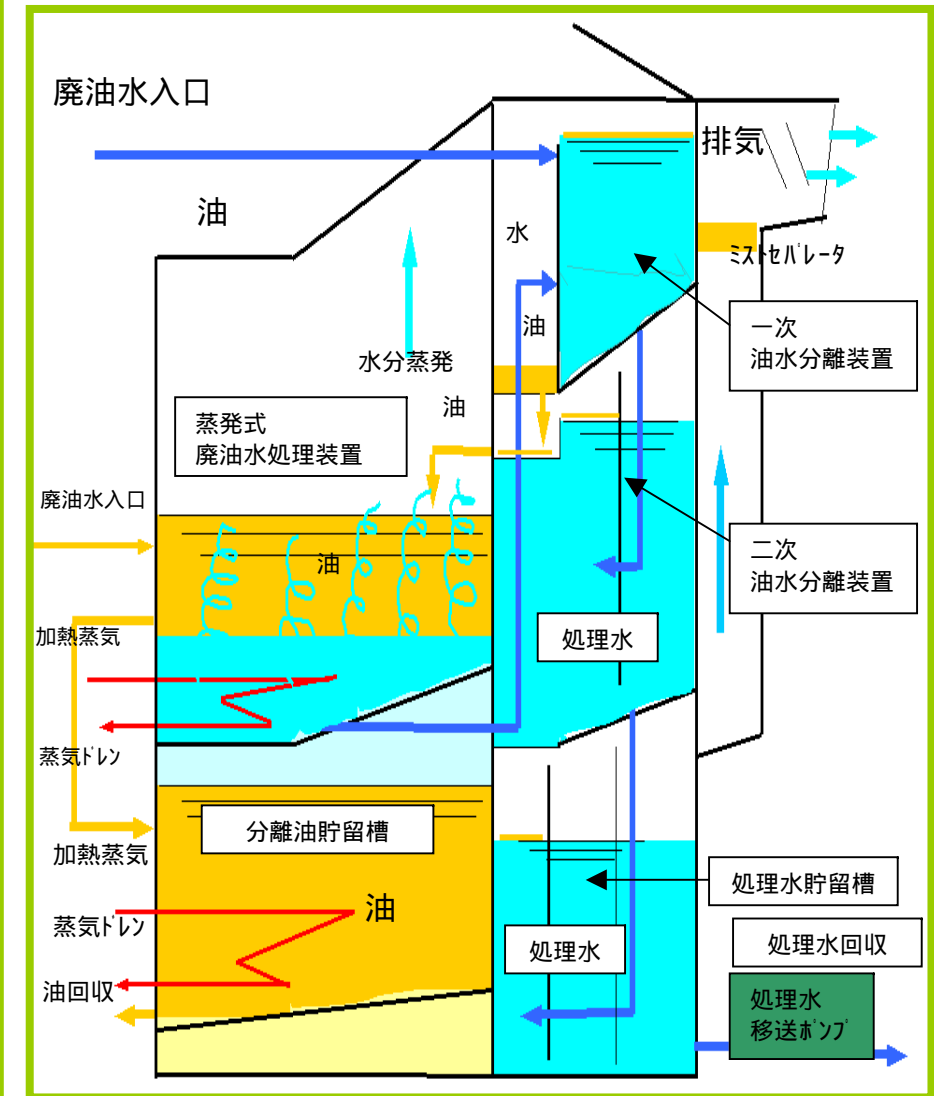 廃油水入口
排気
油
水
ミストセパレータ
一次
油水分離装置
油
水分蒸発
油
蒸発式
廃油水処理装置
廃油水入口
油
二次
油水分離装置
加熱蒸気
処理水
蒸気ドレン
分離油貯留槽
加熱蒸気
処理水貯留槽
油
蒸気ドレン
処理水
処理水回収
油回収
処理水
移送ポンプ